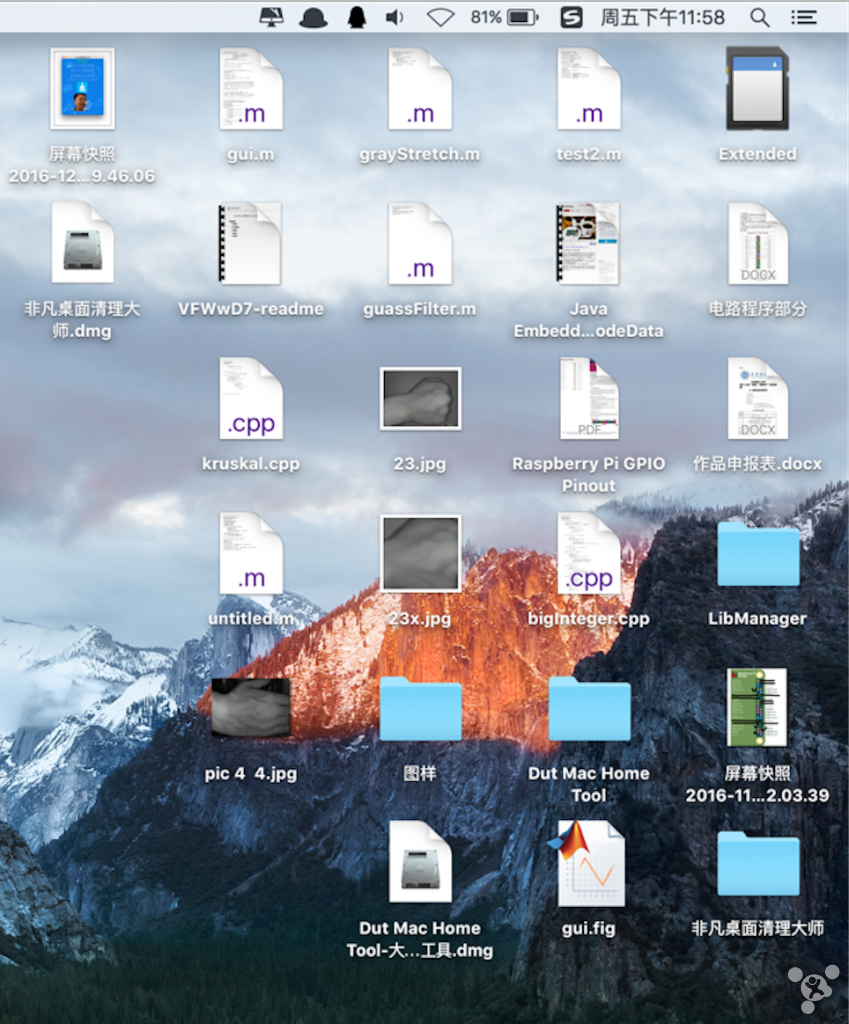 81%
周五下午11:58
屏幕快照
2016-12...9.46.06
.m
gui.m
.m
grayStretch.m
.m
test2.m
Extended
非凡桌面清理大
师.dmg
VFWwD7-readme
.m
guassFilter.m
Java
Embedd...odeData
DOCX
电路程序部分
.cpp
kruskal.cpp
23.jpg
PDF
Raspberry Pi GPIO
Pinout
DOCX
作品申报表.docx
.m
untitled.m
23x.jpg
.cpp
bigInteger.cpp
LibManager
pic 4 4.jpg
图样
Dut Mac Home
Tool
屏幕快照
2016-11...2.03.39
Dut Mac Home
Tool-大...工具.dmg
gui.fig
非凡桌面清理大师